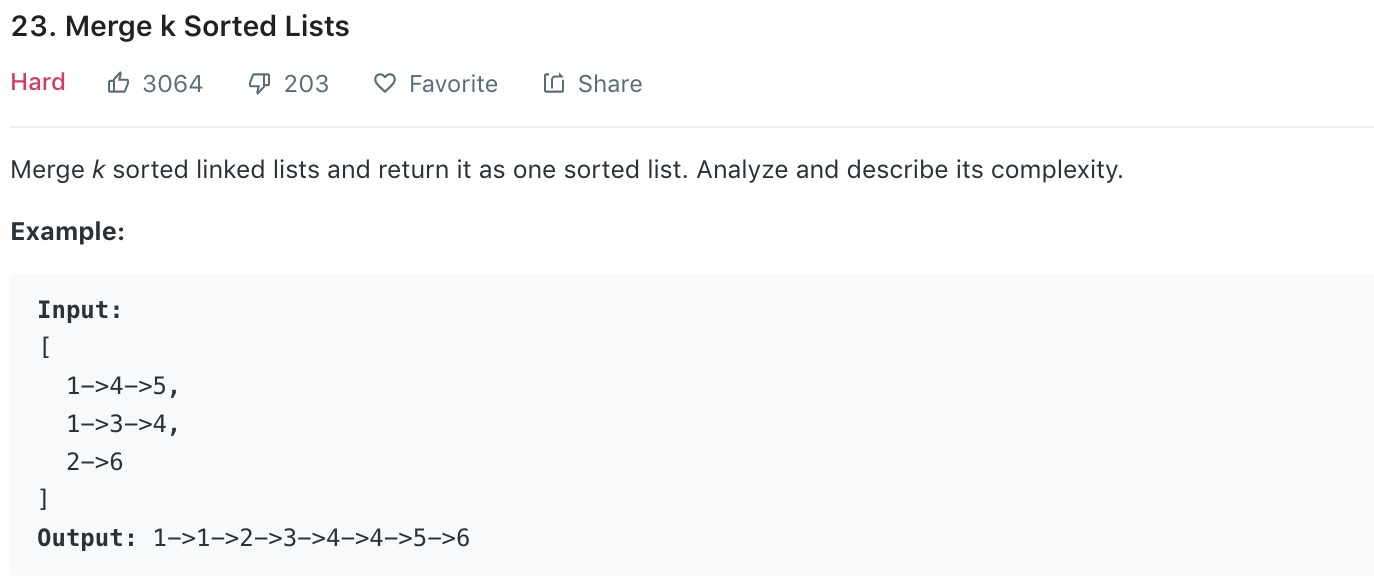 23. Merge k Sorted Lists
Hard 3064 203 Favorite Share
Merge k sorted linked lists and return it as one sorted list. Analyze and describe its complexity.
Example:
Input:
[
  1->4->5,
  1->3->4,
  2->6
]
Output: 1->1->2->3->4->4->5->6